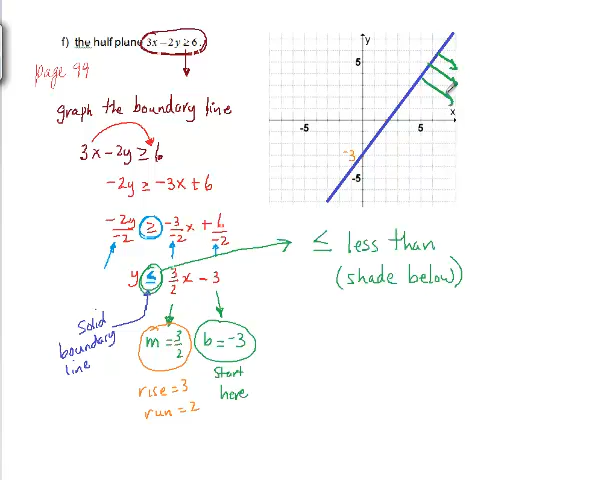 f) the half plane 3x − 2y ≥ 6.
page 94
graph the boundary line
3x − 2y ≥ 6
−2y ≥ −3x + 6
−2y/−2 ≥ −3/−2 x + 6/−2
y ≤ 3/2 x − 3
≤ less than
(shade below)
Solid
boundary
line
m = 3/2
b = −3
rise = 3
run = 2
Start
here
y
5
x
-5
5
−3
-5